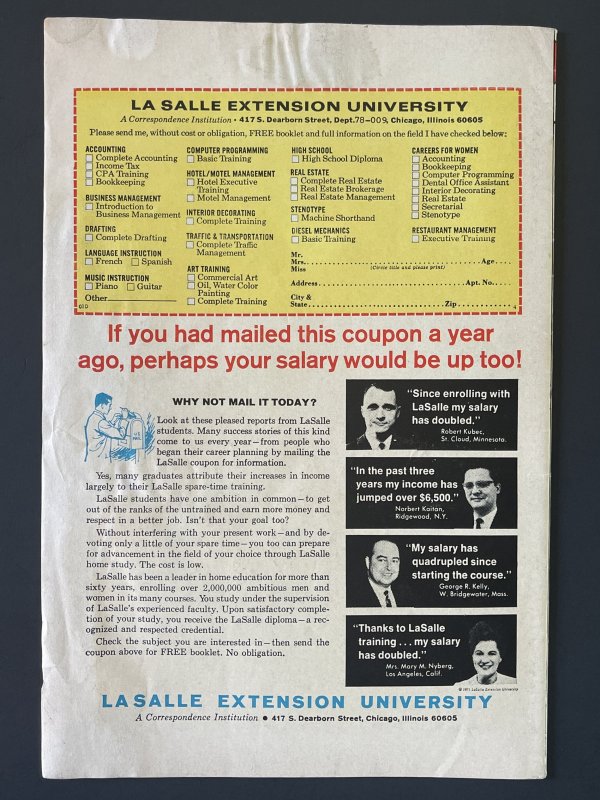 LA SALLE EXTENSION UNIVERSITY
A Correspondence Institution • 417 S. Dearborn Street, Dept.78-009, Chicago, Illinois 60605
Please send me, without cost or obligation, FREE booklet and full information on the field I have checked below:
ACCOUNTING
Complete Accounting
Income Tax
CPA Training
Bookkeeping
BUSINESS MANAGEMENT
Introduction to
Business Management
DRAFTING
Complete Drafting
LANGUAGE INSTRUCTION
French Spanish
MUSIC INSTRUCTION
Piano Guitar
Other
COMPUTER PROGRAMMING
Basic Training
HOTEL/MOTEL MANAGEMENT
Hotel Executive
Training
Motel Management
INTERIOR DECORATING
Complete Training
TRAFFIC & TRANSPORTATION
Complete Traffic
Management
ART TRAINING
Commercial Art
Oil, Water Color
Painting
Complete Training
HIGH SCHOOL
High School Diploma
REAL ESTATE
Complete Real Estate
Real Estate Brokerage
Real Estate Management
STENOTYPE
Machine Shorthand
DIESEL MECHANICS
Basic Training
CAREERS FOR WOMEN
Accounting
Bookkeeping
Computer Programming
Dental Office Assistant
Interior Decorating
Real Estate
Secretarial
Stenotype
RESTAURANT MANAGEMENT
Executive Training
Mr.
Mrs. Age
Miss (Circle title and please print)
Address Apt. No.
City &
State Zip
If you had mailed this coupon a year
ago, perhaps your salary would be up too!
WHY NOT MAIL IT TODAY?
Look at these pleased reports from LaSalle
students. Many success stories of this kind
come to us every year—from people who
began their career planning by mailing the
LaSalle coupon for information.
Yes, many graduates attribute their increases in income
largely to their LaSalle spare-time training.
LaSalle students have one ambition in common—to get
out of the ranks of the untrained and earn more money and
respect in a better job. Isn't that your goal too?
Without interfering with your present work—and by de-
voting only a little of your spare time—you too can prepare
for advancement in the field of your choice through LaSalle
home study. The cost is low.
LaSalle has been a leader in home education for more than
sixty years, enrolling over 2,000,000 ambitious men and
women in its many courses. You study under the supervision
of LaSalle's experienced faculty. Upon satisfactory comple-
tion of your study, you receive the LaSalle diploma—a rec-
ognized and respected credential.
Check the subject you are interested in—then send the
coupon above for FREE booklet. No obligation.
"Since enrolling with
LaSalle my salary
has doubled."
Robert Kubec,
St. Cloud, Minnesota.
"In the past three
years my income has
jumped over $6,500."
Norbert Kaitan,
Ridgewood, N.Y.
"My salary has
quadrupled since
starting the course."
George R. Kelly,
W. Bridgewater, Mass.
"Thanks to LaSalle
training...my salary
has doubled."
Mrs. Mary M. Nyberg,
Los Angeles, Calif.
© 1971 LaSalle Extension University
LASALLE EXTENSION UNIVERSITY
A Correspondence Institution • 417 S. Dearborn Street, Chicago, Illinois 60605